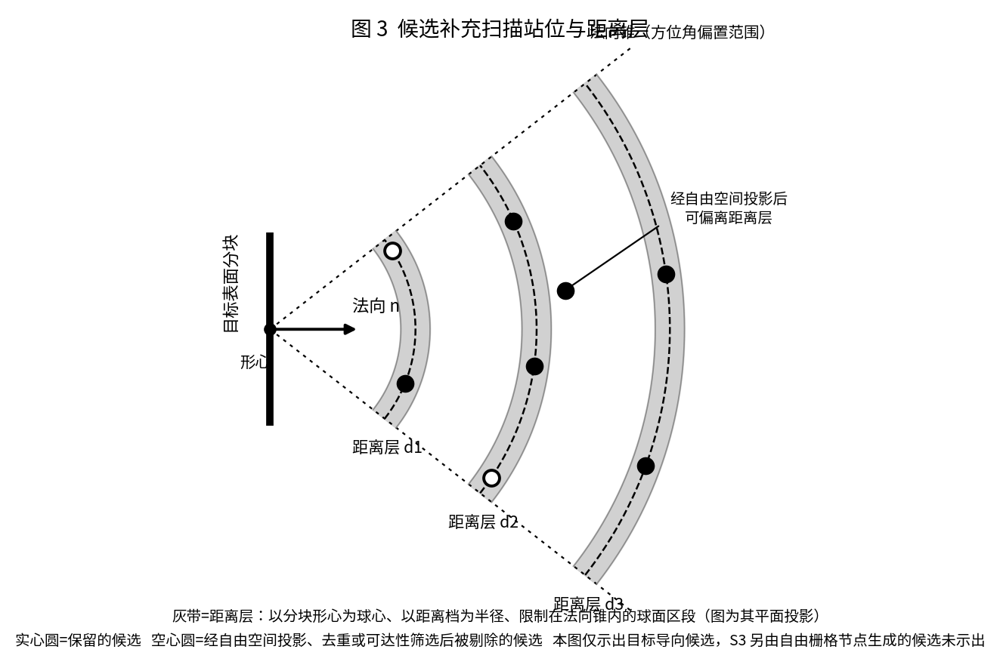 图 3 候选补充扫描站位与距离层
法向锥（方位角偏置范围）
经自由空间投影后
可偏离距离层
目标表面分块
法向 n
形心
距离层 d1
距离层 d2
距离层 d3
灰带=距离层：以分块形心为球心、以距离档为半径、限制在法向锥内的球面区段（图为其平面投影）
实心圆=保留的候选 空心圆=经自由空间投影、去重或可达性筛选后被剔除的候选 本图仅示出目标导向候选，S3 另由自由栅格节点生成的候选未示出